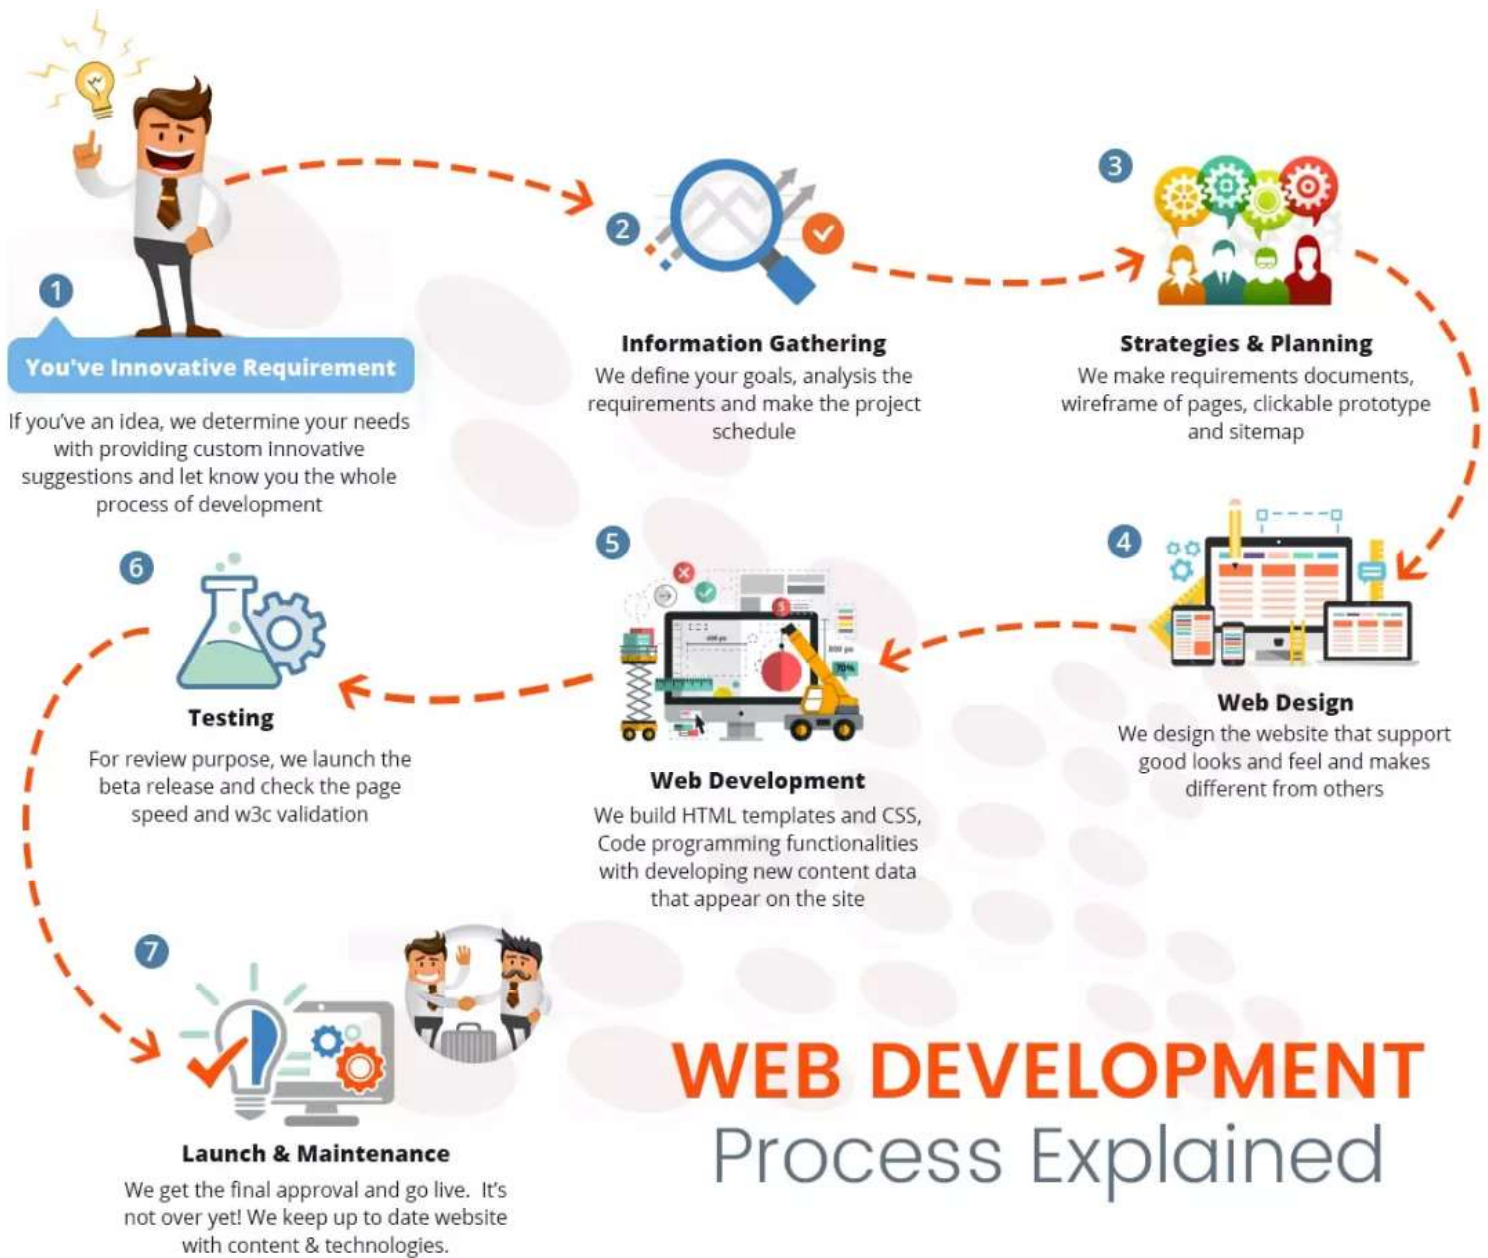 1
You've Innovative Requirement
If you've an idea, we determine your needs
with providing custom innovative
suggestions and let know you the whole
process of development
2
Information Gathering
We define your goals, analysis the
requirements and make the project
schedule
3
Strategies & Planning
We make requirements documents,
wireframe of pages, clickable prototype
and sitemap
4
Web Design
We design the website that support
good looks and feel and makes
different from others
5
400 px
800 px
70%
Web Development
We build HTML templates and CSS,
Code programming functionalities
with developing new content data
that appear on the site
6
Testing
For review purpose, we launch the
beta release and check the page
speed and w3c validation
7
Launch & Maintenance
We get the final approval and go live. It's
not over yet! We keep up to date website
with content & technologies.
WEB DEVELOPMENT
Process Explained